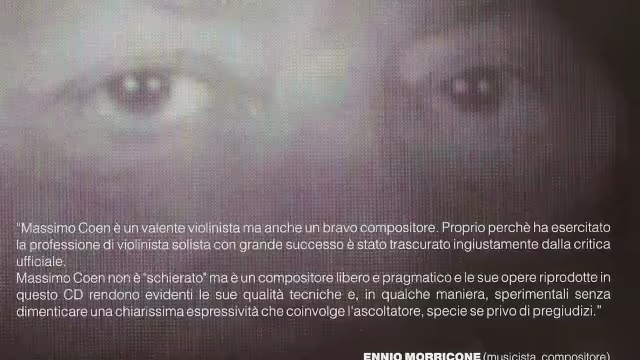 "Massimo Coen è un valente violinista ma anche un bravo compositore. Proprio perchè ha esercitato
la professione di violinista solista con grande successo è stato trascurato ingiustamente dalla critica
ufficiale.
Massimo Coen non è "schierato" ma è un compositore libero e pragmatico e le sue opere riprodotte in
questo CD rendono evidenti le sue qualità tecniche e, in qualche maniera, sperimentali senza
dimenticare una chiarissima espressività che coinvolge l'ascoltatore, specie se privo di pregiudizi."
ENNIO MORRICONE (musicista, compositore)